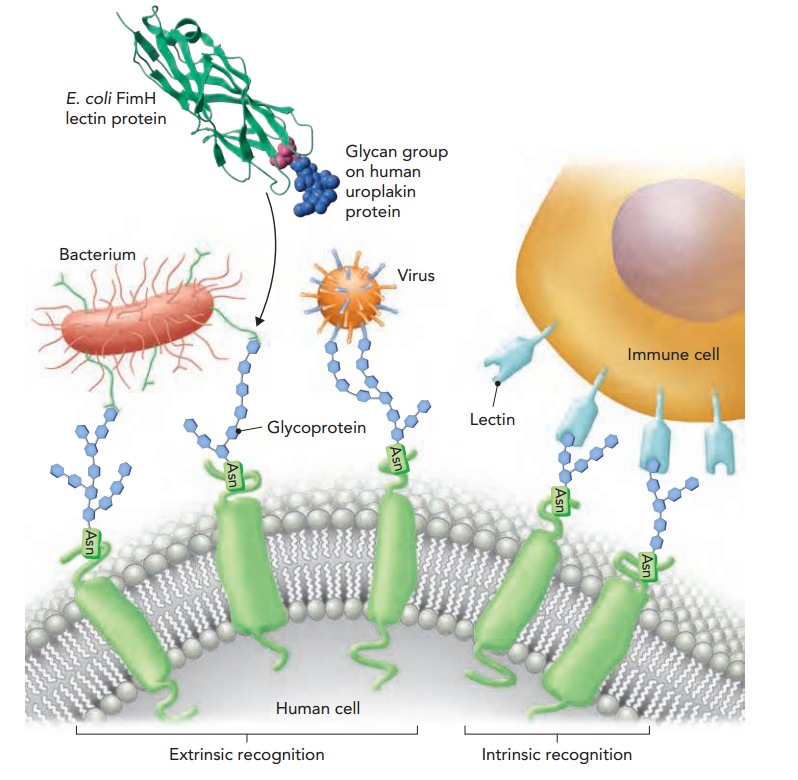 E. coli FimH
lectin protein
Glycan group
on human
uroplakin
protein
Bacterium
Virus
Immune cell
Lectin
Glycoprotein
Asn
Asn
Asn
Asn
Asn
Human cell
Extrinsic recognition
Intrinsic recognition